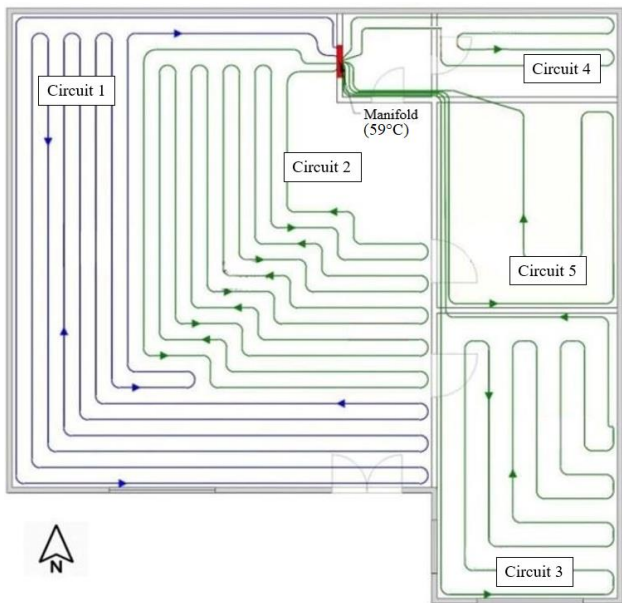 Circuit 1
Circuit 4
Manifold
(59°C)
Circuit 2
Circuit 5
Circuit 3
N